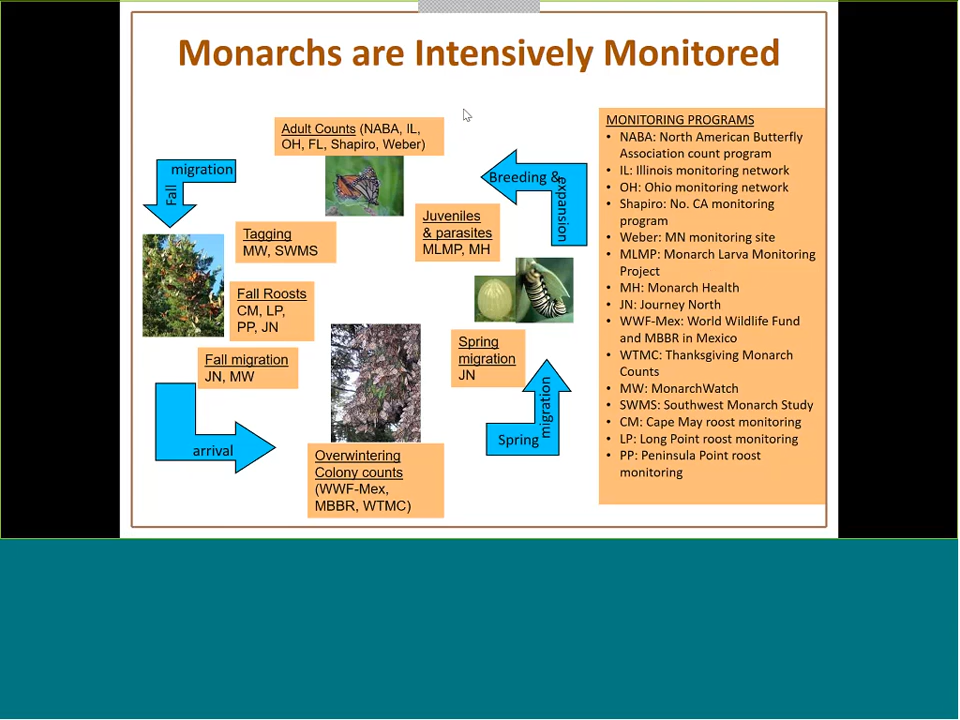 Monarchs are Intensively Monitored
Adult Counts (NABA, IL,
OH, FL, Shapiro, Weber)
migration
Fall
Breeding &
expansion
Juveniles
& parasites
MLMP, MH
Tagging
MW, SWMS
Fall Roosts
CM, LP,
PP, JN
Fall migration
JN, MW
Spring
migration
JN
migration
Spring
arrival
Overwintering
Colony counts
(WWF-Mex,
MBBR, WTMC)
MONITORING PROGRAMS
• NABA: North American Butterfly
Association count program
• IL: Illinois monitoring network
• OH: Ohio monitoring network
• Shapiro: No. CA monitoring
program
• Weber: MN monitoring site
• MLMP: Monarch Larva Monitoring
Project
• MH: Monarch Health
• JN: Journey North
• WWF-Mex: World Wildlife Fund
and MBBR in Mexico
• WTMC: Thanksgiving Monarch
Counts
• MW: MonarchWatch
• SWMS: Southwest Monarch Study
• CM: Cape May roost monitoring
• LP: Long Point roost monitoring
• PP: Peninsula Point roost
monitoring